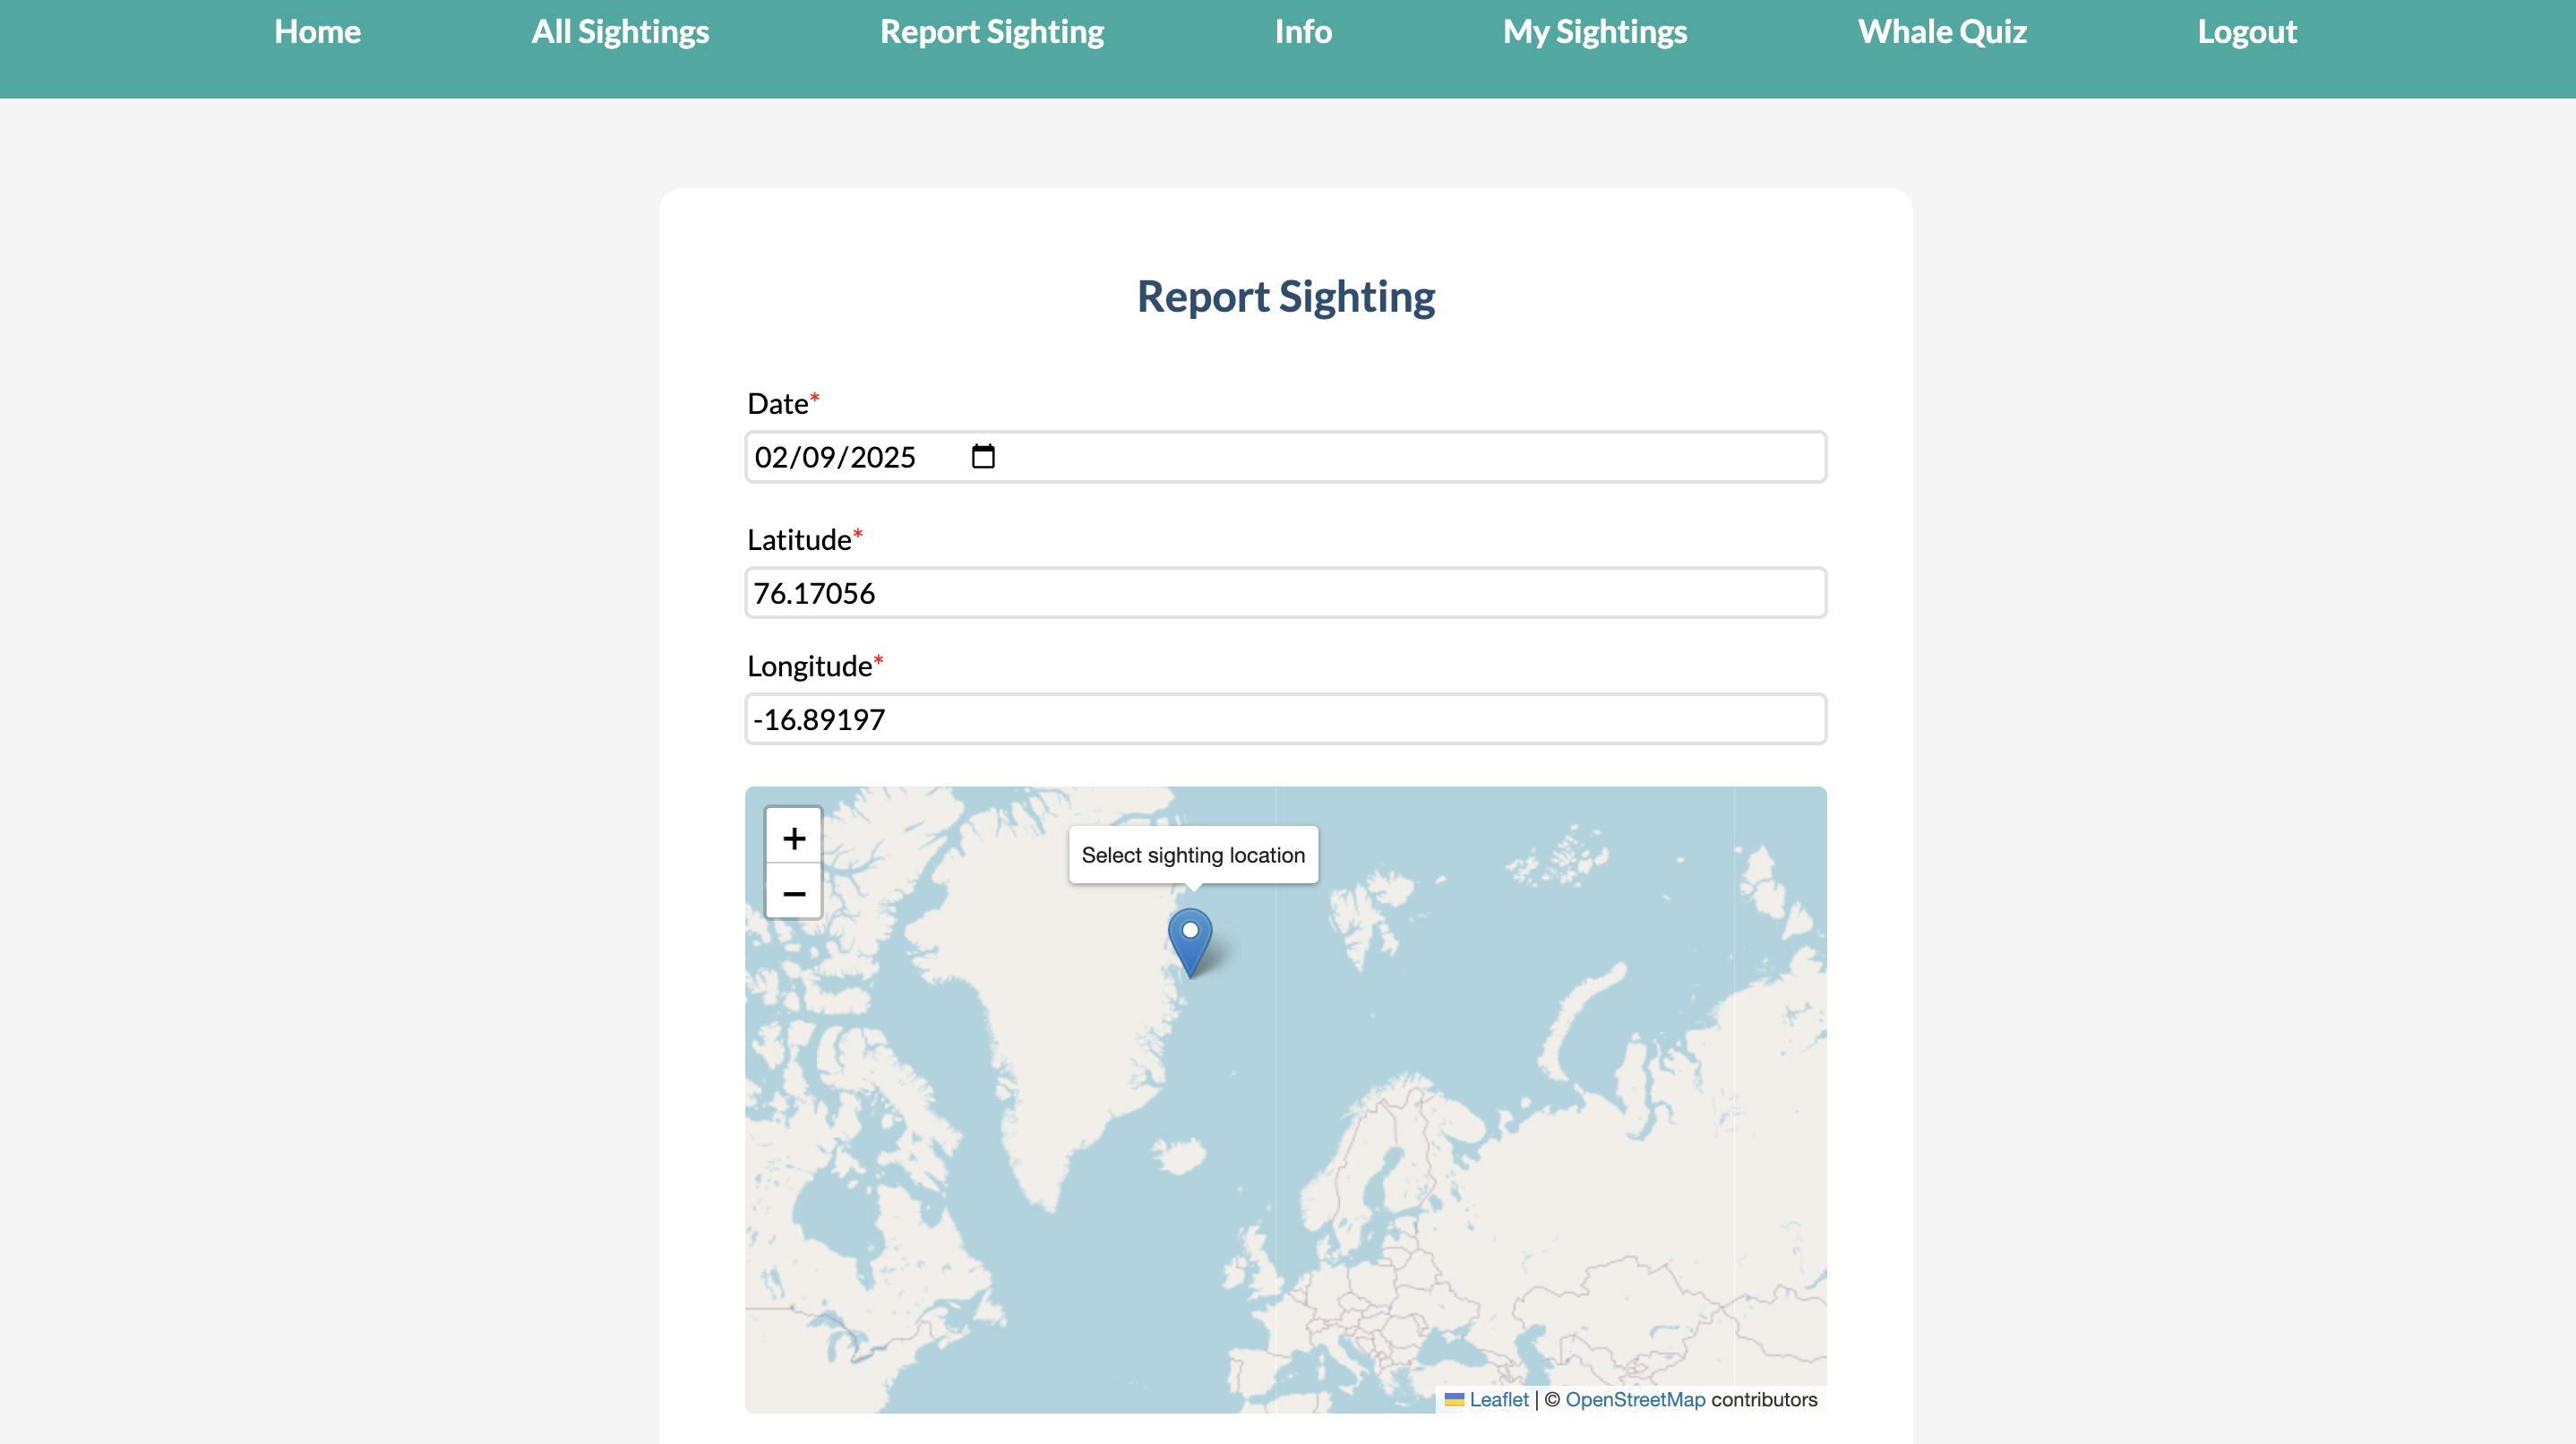 Home All Sightings Report Sighting Info My Sightings Whale Quiz Logout
Report Sighting
Date*
02/09/2025
Latitude*
76.17056
Longitude*
-16.89197
+
Select sighting location
−
Leaflet | © OpenStreetMap contributors